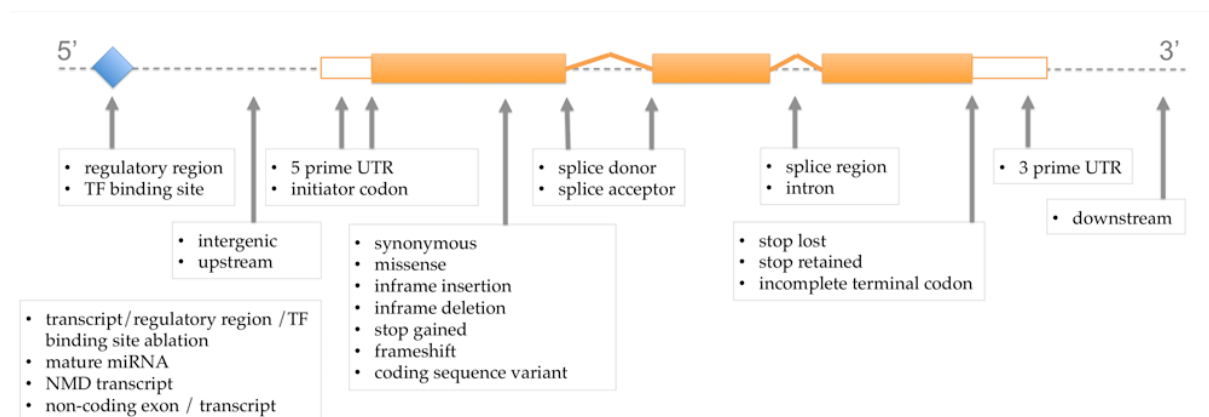 5’
3’
• regulatory region
• TF binding site
• 5 prime UTR
• initiator codon
• splice donor
• splice acceptor
• splice region
• intron
• 3 prime UTR
• downstream
• intergenic
• upstream
• synonymous
• missense
• inframe insertion
• inframe deletion
• stop gained
• frameshift
• coding sequence variant
• stop lost
• stop retained
• incomplete terminal codon
• transcript/regulatory region /TF
binding site ablation
• mature miRNA
• NMD transcript
• non-coding exon / transcript